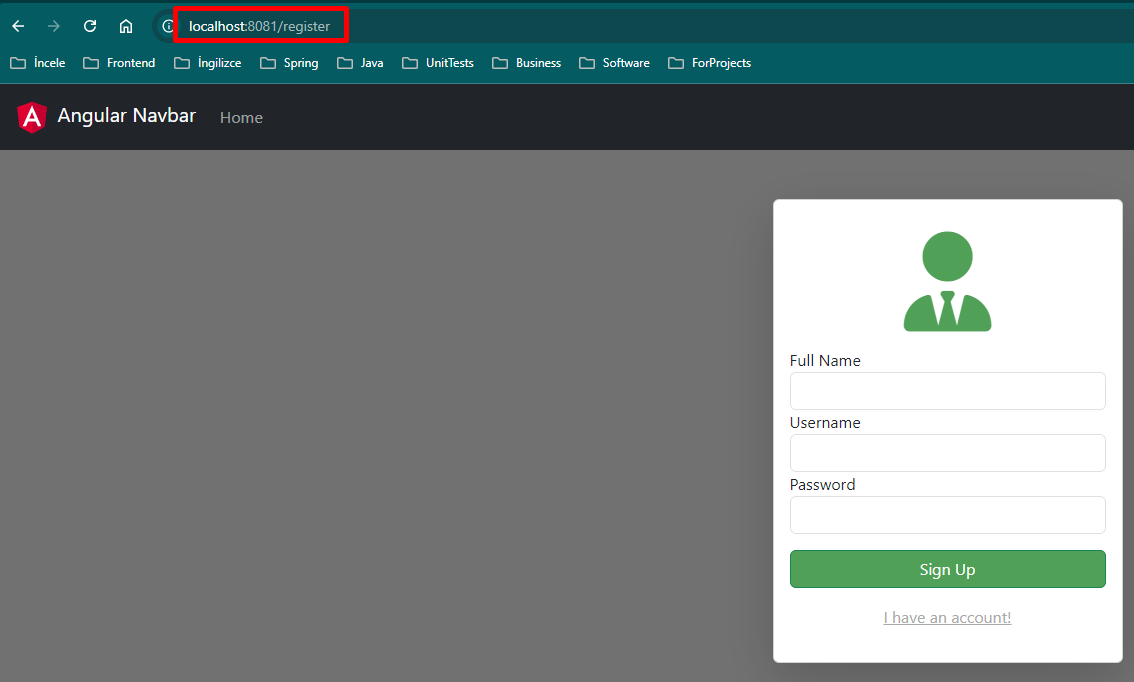 localhost:8081/register
İncele Frontend İngilizce Spring Java UnitTests Business Software ForProjects
A Angular Navbar Home
Full Name
Username
Password
Sign Up
I have an account!